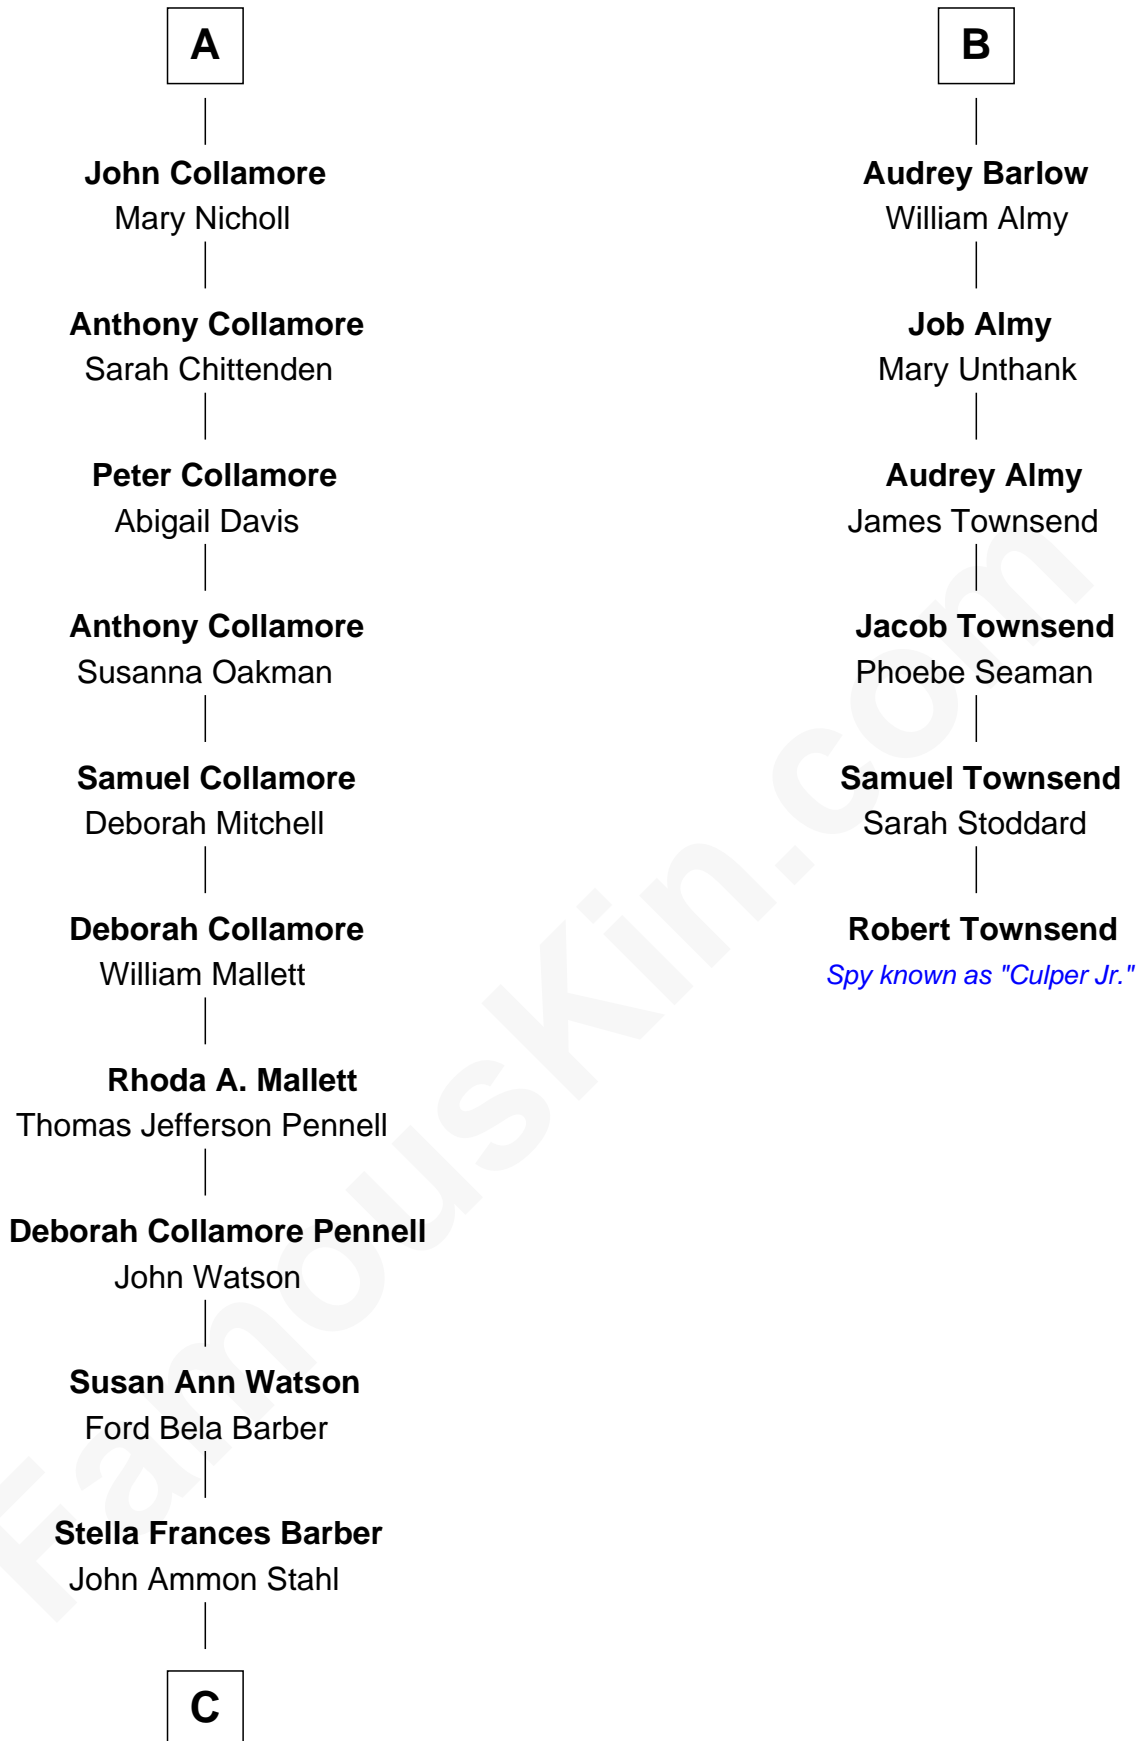 A
John Collamore
Mary Nicholl
Anthony Collamore
Sarah Chittenden
Peter Collamore
Abigail Davis
Anthony Collamore
Susanna Oakman
Samuel Collamore
Deborah Mitchell
Deborah Collamore
William Mallett
Rhoda A. Mallett
Thomas Jefferson Pennell
Deborah Collamore Pennell
John Watson
Susan Ann Watson
Ford Bela Barber
Stella Frances Barber
John Ammon Stahl
C
B
Audrey Barlow
William Almy
Job Almy
Mary Unthank
Audrey Almy
James Townsend
Jacob Townsend
Phoebe Seaman
Samuel Townsend
Sarah Stoddard
Robert Townsend
Spy known as "Culper Jr."
FamousKin.com